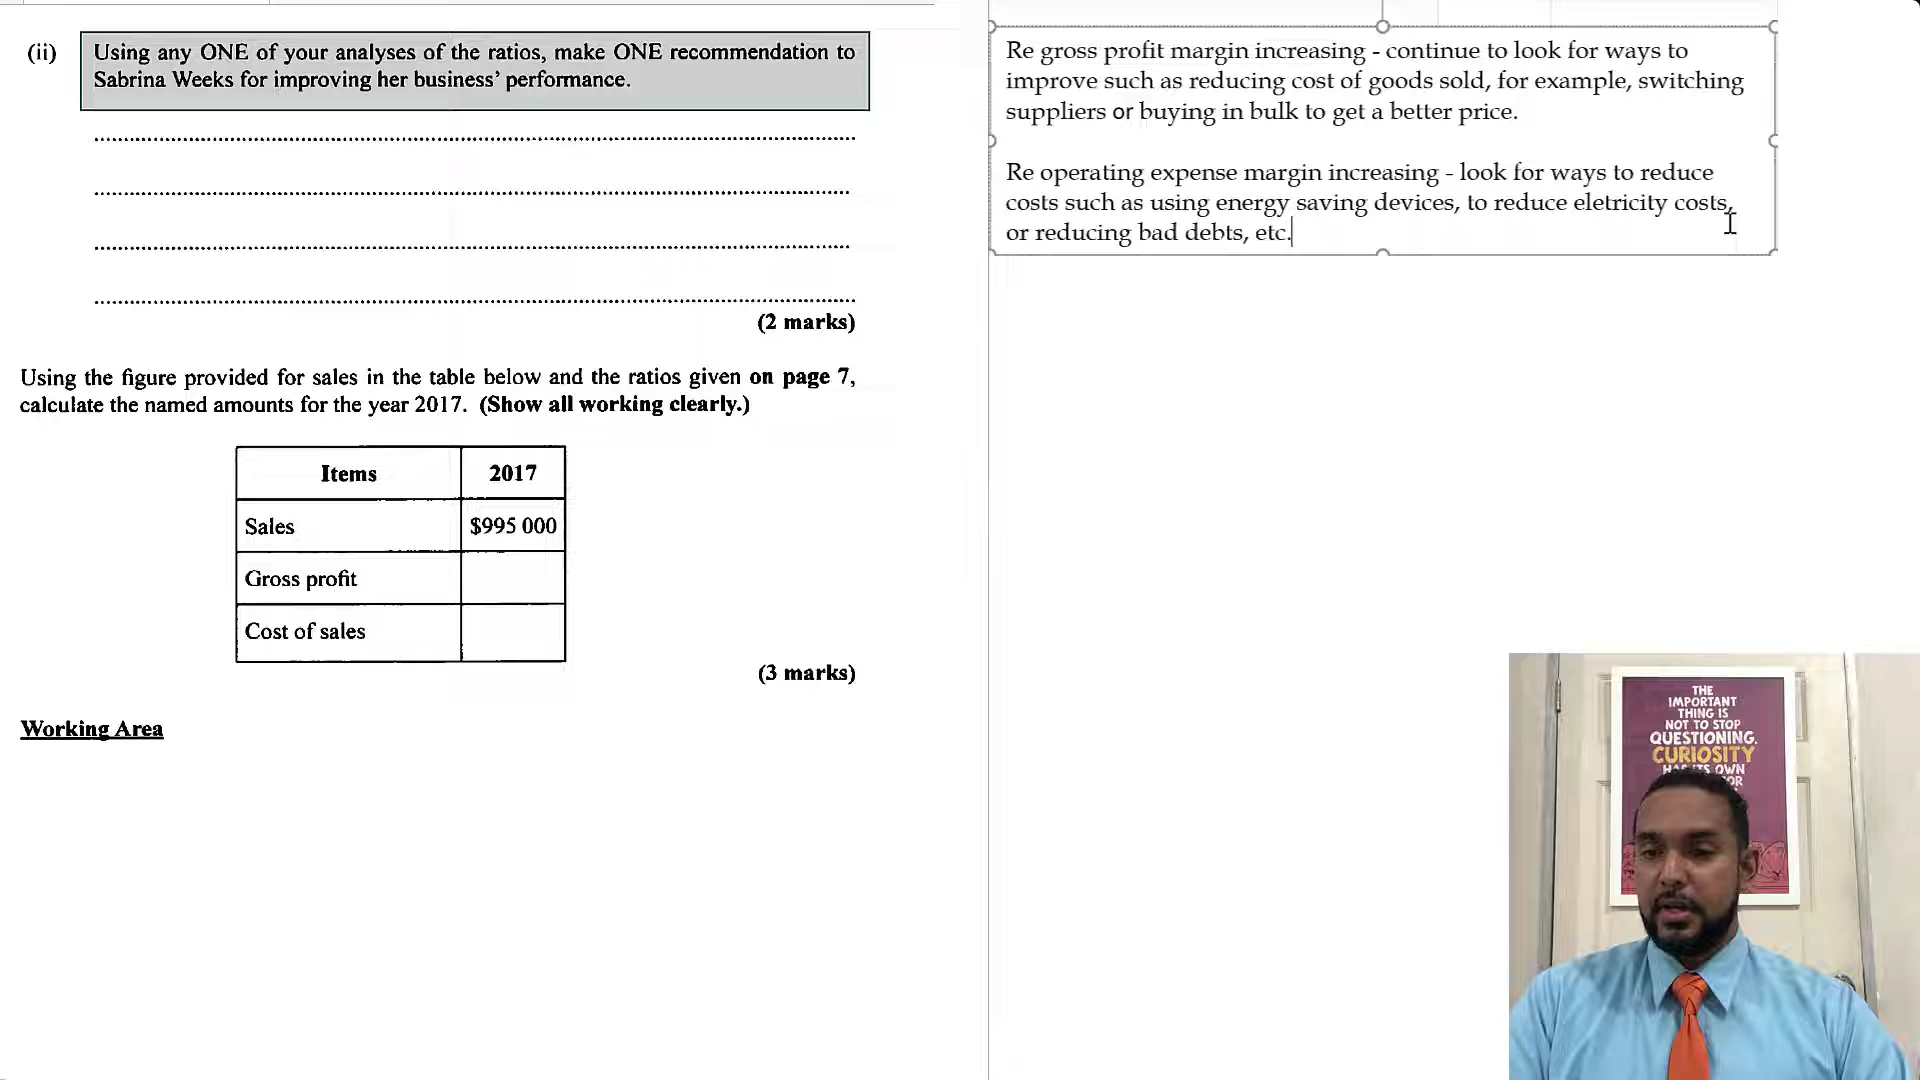 (ii) Using any ONE of your analyses of the ratios, make ONE recommendation to
Sabrina Weeks for improving her business' performance.
(2 marks)
Using the figure provided for sales in the table below and the ratios given on page 7,
calculate the named amounts for the year 2017. (Show all working clearly.)
Items 2017
Sales $995 000
Gross profit
Cost of sales
(3 marks)
Working Area
Re gross profit margin increasing - continue to look for ways to
improve such as reducing cost of goods sold, for example, switching
suppliers or buying in bulk to get a better price.
Re operating expense margin increasing - look for ways to reduce
costs such as using energy saving devices, to reduce eletricity costs,
or reducing bad debts, etc.
THE
IMPORTANT
THING IS
NOT TO STOP
QUESTIONING.
CURIOSITY
OWN